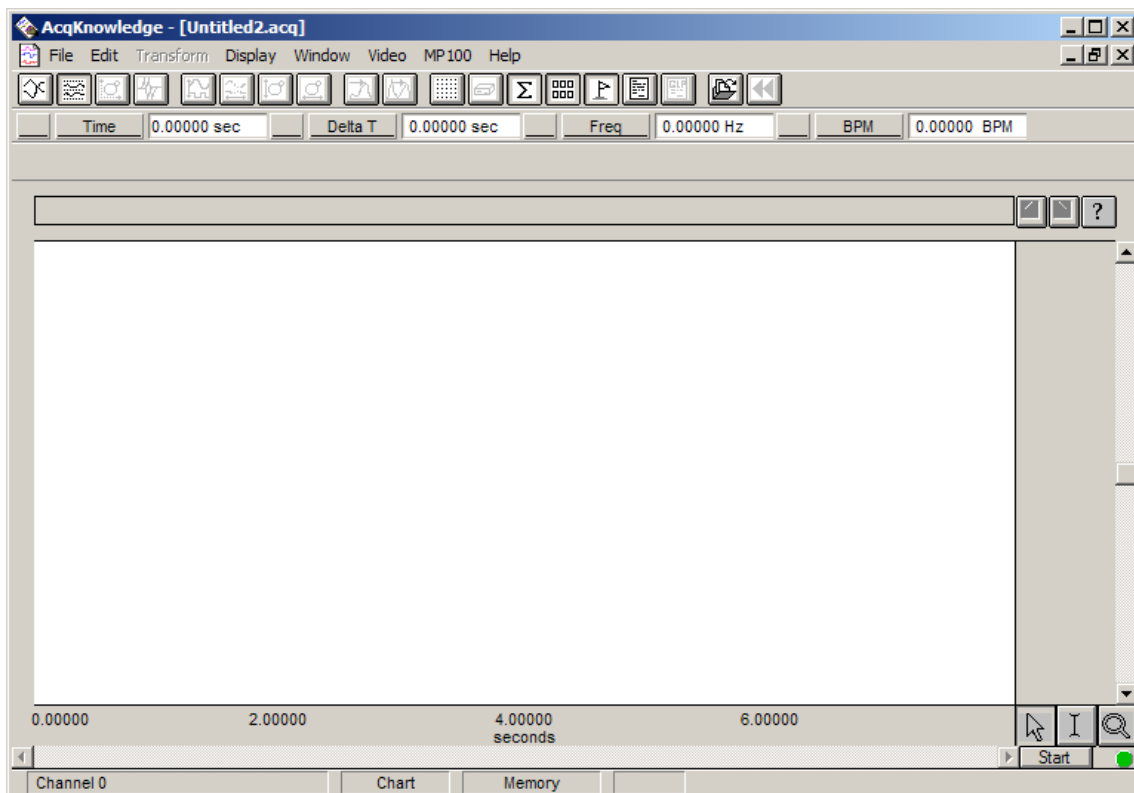 AcqKnowledge - [Untitled2.acq]
File Edit Transform Display Window Video MP100 Help
Σ
Time 0.00000 sec Delta T 0.00000 sec Freq 0.00000 Hz BPM 0.00000 BPM
?
0.00000 2.00000 4.00000 6.00000
seconds
Start
Channel 0 Chart Memory